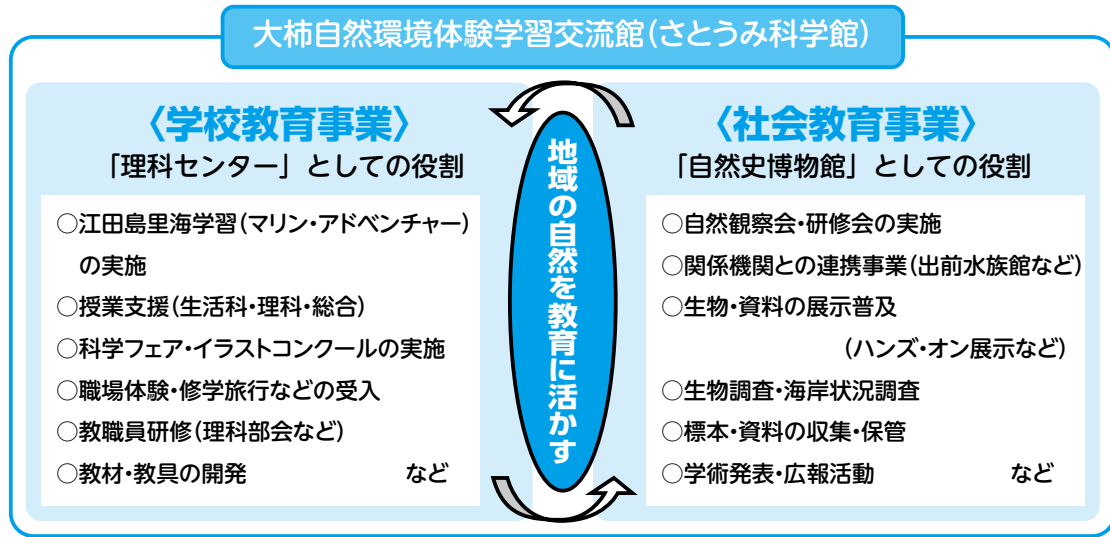 大柿自然環境体験学習交流館(さとうみ科学館)
〈学校教育事業〉
「理科センター」としての役割
○江田島里海学習(マリン・アドベンチャー)
の実施
○授業支援(生活科・理科・総合)
○科学フェア・イラストコンクールの実施
○職場体験・修学旅行などの受入
○教職員研修(理科部会など)
○教材・教具の開発 など
地域の自然を教育に活かす
〈社会教育事業〉
「自然史博物館」としての役割
○自然観察会・研修会の実施
○関係機関との連携事業(出前水族館など)
○生物・資料の展示普及
(ハンズ・オン展示など)
○生物調査・海岸状況調査
○標本・資料の収集・保管
○学術発表・広報活動 など